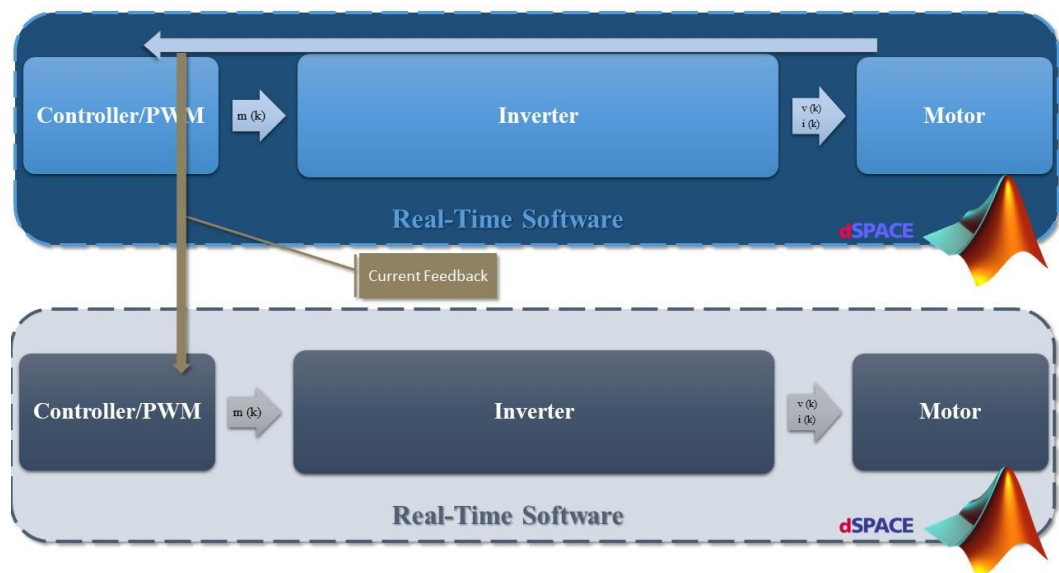 Controller/PWM
m (k)
Inverter
v (k)
i (k)
Motor
Real-Time Software
dSPACE
Current Feedback
Controller/PWM
m (k)
Inverter
v (k)
i (k)
Motor
Real-Time Software
dSPACE